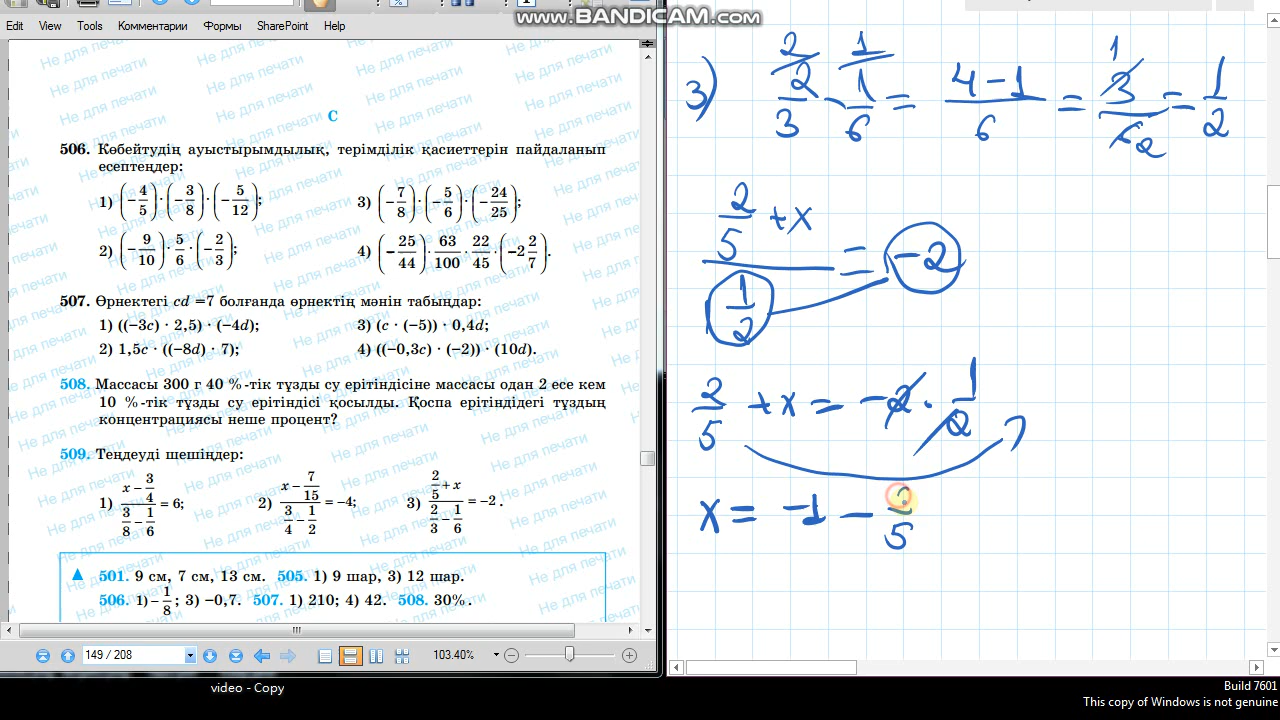 WWW.BANDICAM.COM
Edit View Tools Комментарии Формы SharePoint Help
Не для печати
С
506. Көбейтудің ауыстырымдылық, терімділік қасиеттерін пайдаланып
есептеңдер:
1) (−4/5) · (−3/8) · (−5/12); 3) (−7/8) · (−5/6) · (−24/25);
2) (−9/10) · 5/6 · (−2/3); 4) (−25/44) · 63/100 · 22/45 · (−2 2/7).
507. Өрнектегі cd =7 болғанда өрнектің мәнін табыңдар:
1) ((−3c) · 2,5) · (−4d); 3) (c · (−5)) · 0,4d;
2) 1,5c · ((−8d) · 7); 4) ((−0,3c) · (−2)) · (10d).
508. Массасы 300 г 40 %-тік тұзды су ерітіндісіне массасы одан 2 есе кем
10 %-тік тұзды су ерітіндісі қосылды. Қоспа ерітіндідегі тұздың
концентрациясы неше процент?
509. Теңдеуді шешіңдер:
1) (x − 3/4)/(3/8 − 1/6) = 6; 2) (x − 7/15)/(3/4 − 1/2) = −4; 3) (2/5 + x)/(2/3 − 1/6) = −2 .
▲ 501. 9 см, 7 см, 13 см. 505. 1) 9 шар, 3) 12 шар.
506. 1) −1/8; 3) −0,7. 507. 1) 210; 4) 42. 508. 30%.
149 / 208 103.40%
3) 2/3 − 1/6 = (4 − 1)/6 = 3/6 = 1/2
(2/5 + x)/(1/2) = −2
2/5 + x = −2 · 1/2
x = −1 − 2/5
video - Copy
Build 7601
This copy of Windows is not genuine